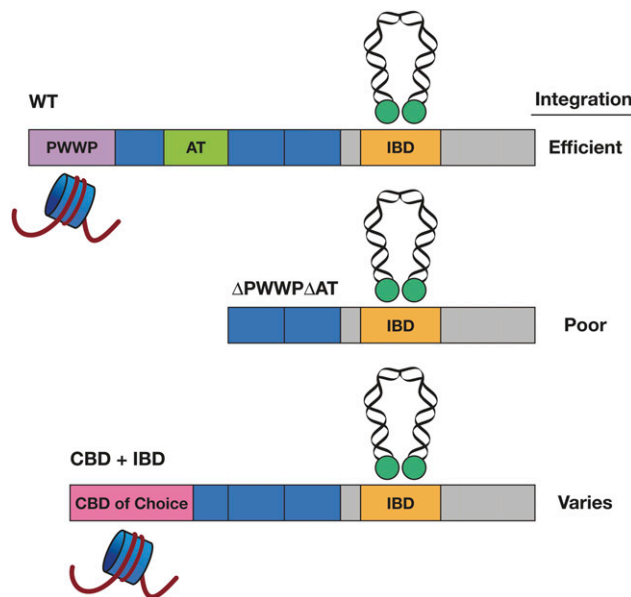 WT
Integration
PWWP AT IBD Efficient
ΔPWWPΔAT
IBD Poor
CBD + IBD
CBD of Choice IBD Varies